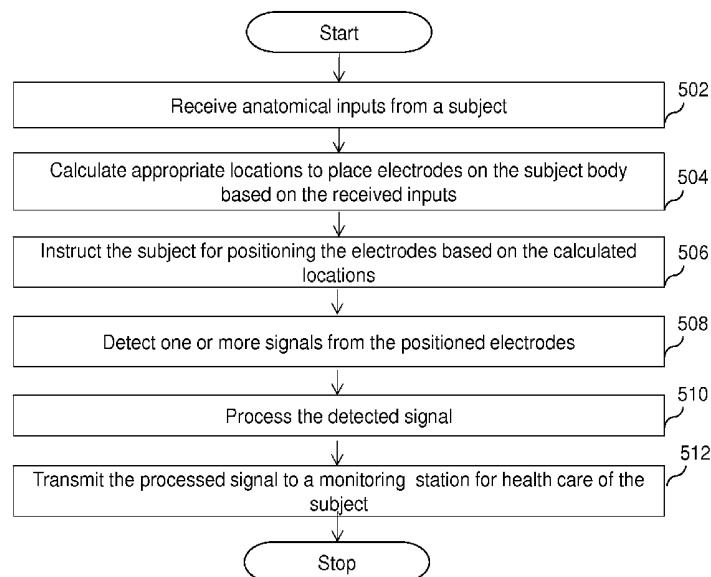 Start
502
Receive anatomical inputs from a subject
Calculate appropriate locations to place electrodes on the subject body
based on the received inputs
504
Instruct the subject for positioning the electrodes based on the calculated
locations
506
508
Detect one or more signals from the positioned electrodes
510
Process the detected signal
512
Transmit the processed signal to a monitoring station for health care of the
subject
Stop